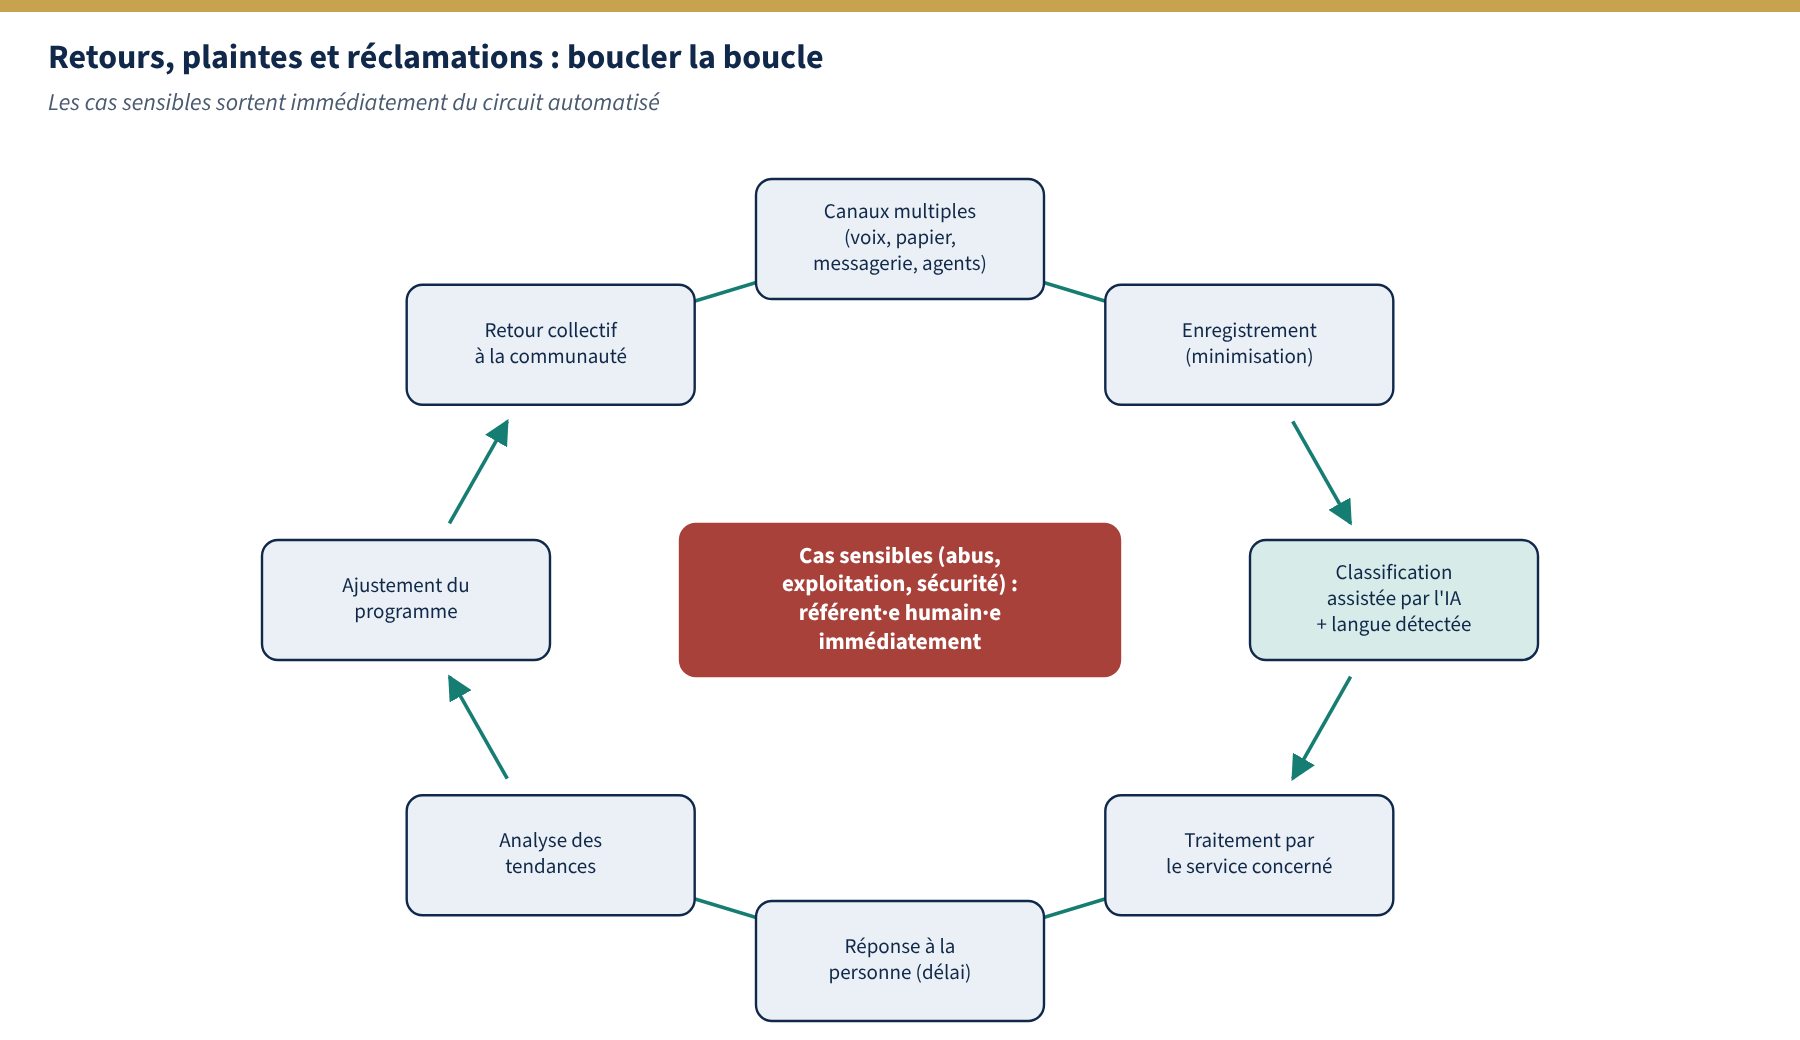 Retours, plaintes et réclamations : boucler la boucle
Les cas sensibles sortent immédiatement du circuit automatisé
Canaux multiples
(voix, papier,
messagerie, agents)
Enregistrement
(minimisation)
Classification
assistée par l'IA
+ langue détectée
Traitement par
le service concerné
Réponse à la
personne (délai)
Analyse des
tendances
Ajustement du
programme
Retour collectif
à la communauté
Cas sensibles (abus,
exploitation, sécurité) :
référent·e humain·e
immédiatement